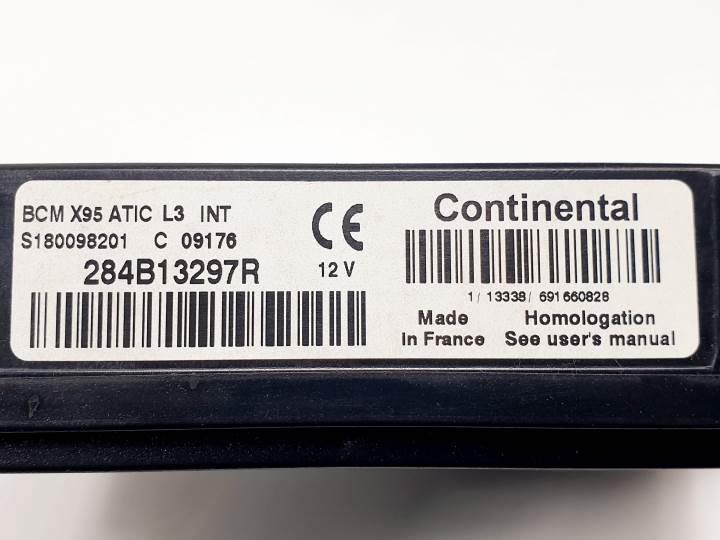 BCM X95 ATIC L3 INT
S180098201 C 09176
284B13297R
CE
12 V
Continental
1/ 13338/ 691660828
Made
In France
Homologation
See user's manual